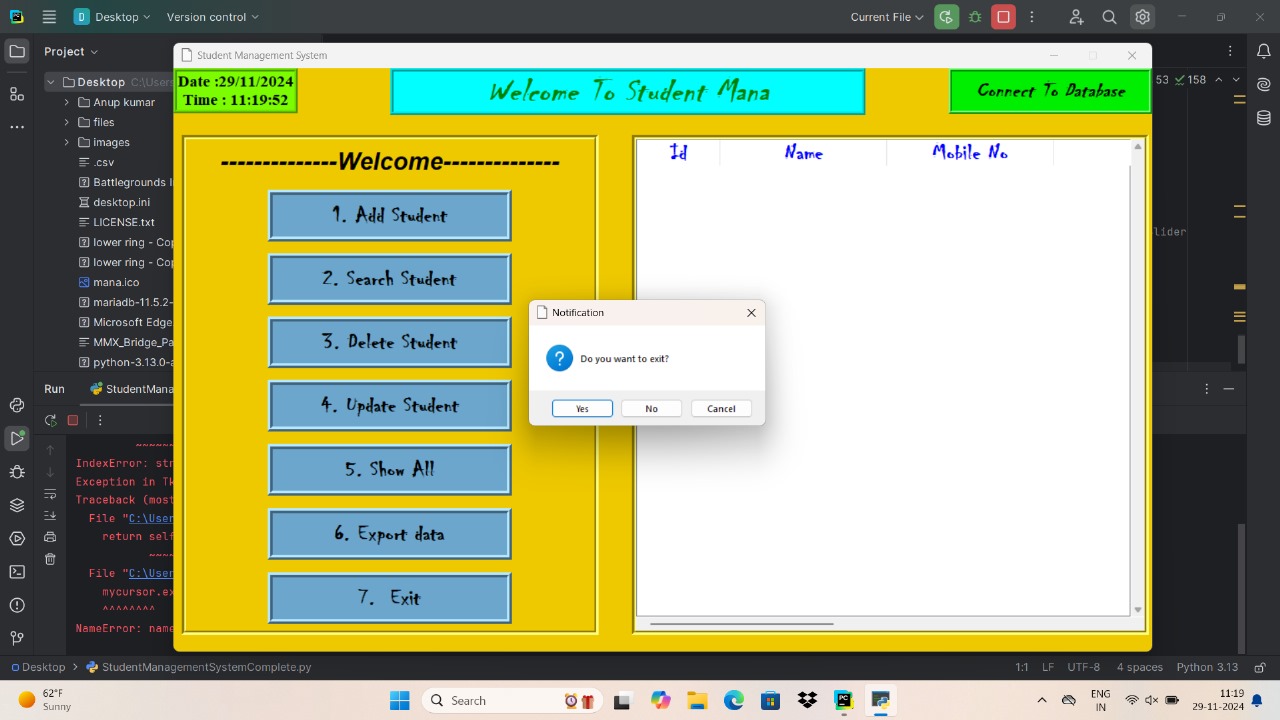 Desktop
Version control
Current File
Project
Student Management System
Desktop C:\Users
Anup kumar
files
images
.csv
Battlegrounds
desktop.ini
LICENSE.txt
lower ring - Cop
lower ring - Cop
mana.ico
mariadb-11.5.2-
Microsoft Edge
MMX_Bridge_Pa
python-3.13.0-a
Date :29/11/2024
Time : 11:19:52
Welcome To Student Mana
Connect To Database
53 158
--------------Welcome--------------
1. Add Student
2. Search Student
3. Delete Student
4. Update Student
5. Show All
6. Export data
7. Exit
Id Name Mobile No
lider
Notification
Do you want to exit?
Yes No Cancel
Run StudentMana
~~~~~~
IndexError: str
Exception in Tk
Traceback (most
File "C:\User
return self
~~~~
File "C:\User
mycursor.ex
^^^^^^^^
NameError: name
Desktop > StudentManagementSystemComplete.py
1:1 LF UTF-8 4 spaces Python 3.13
62°F
Sunny
Search
ENG
IN
11:19
29-11-2024